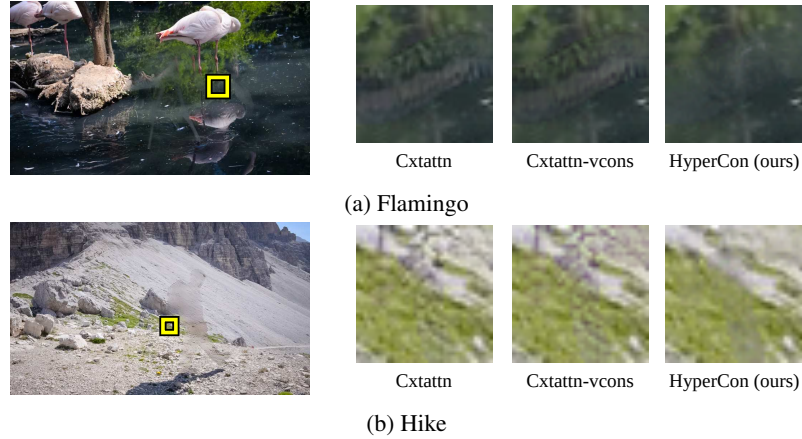 Cxtattn Cxtattn-vcons HyperCon (ours)
(a) Flamingo
Cxtattn Cxtattn-vcons HyperCon (ours)
(b) Hike